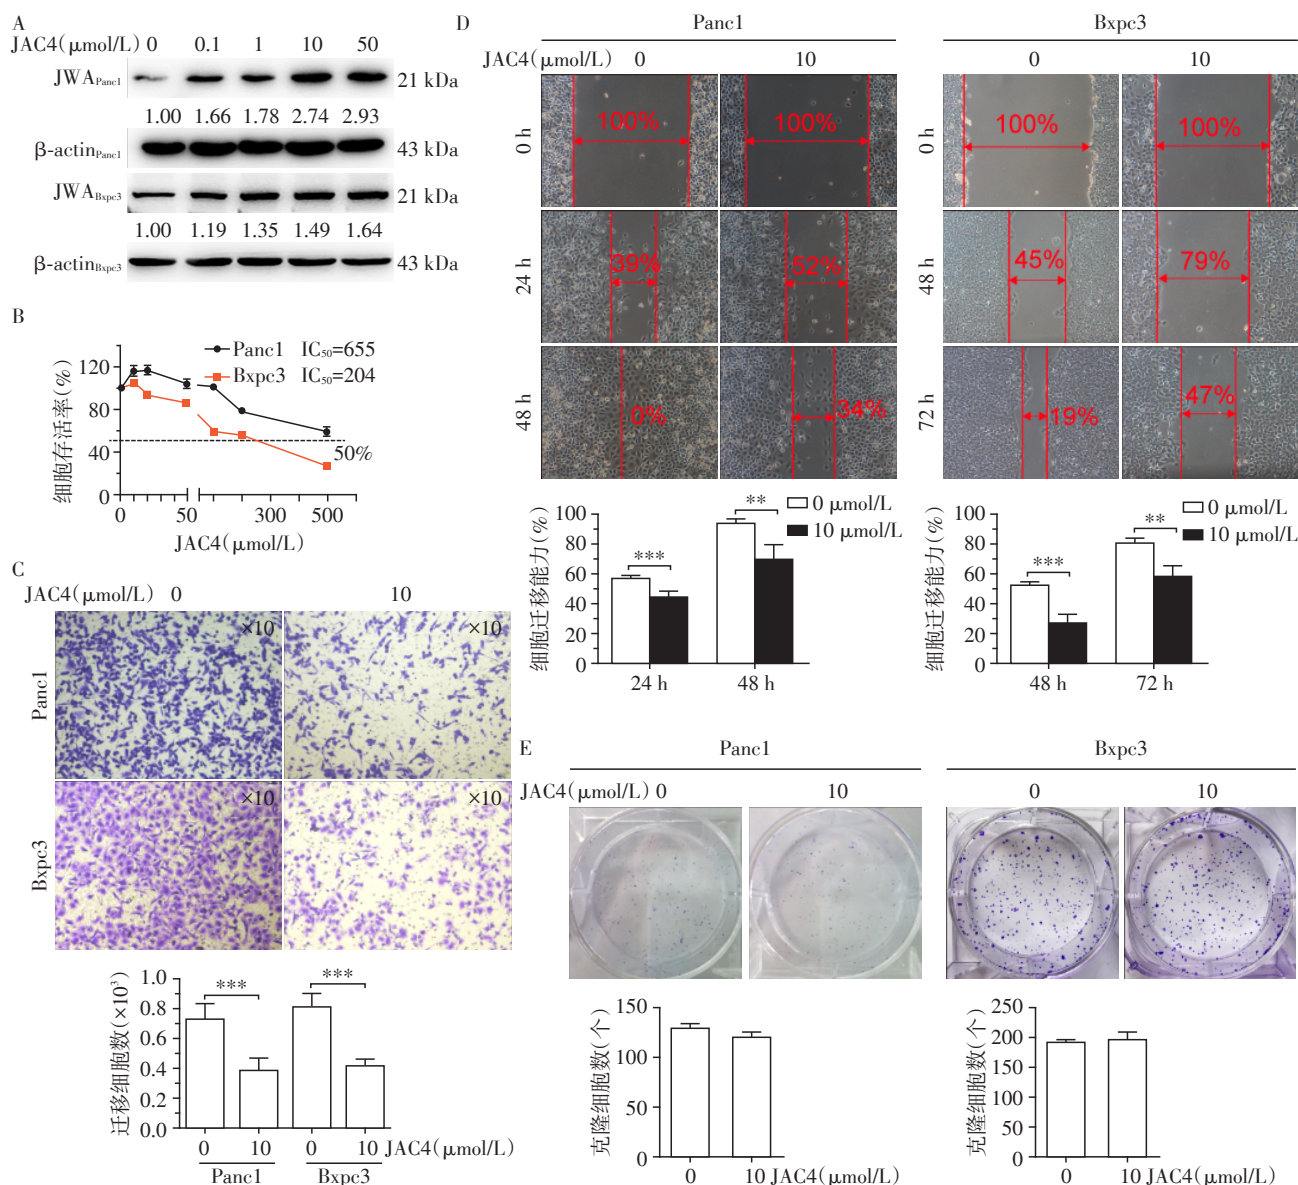 A
JAC4(μmol/L) 0 0.1 1 10 50
JWA Panc1 21 kDa
1.00 1.66 1.78 2.74 2.93
β-actin Panc1 43 kDa
JWA Bxpc3 21 kDa
1.00 1.19 1.35 1.49 1.64
β-actin Bxpc3 43 kDa
B
细胞存活率(%)
120
80
40
0
Panc1 IC50=655
Bxpc3 IC50=204
50%
0 50 300 500
JAC4(μmol/L)
C
JAC4(μmol/L) 0 10
Panc1 ×10 ×10
Bxpc3 ×10 ×10
迁移细胞数(×10³)
1.0
0.8
0.6
0.4
0.2
0.0
*** ***
0 10 0 10 JAC4(μmol/L)
Panc1 Bxpc3
D
Panc1
JAC4(μmol/L) 0 10
0 h 100% 100%
24 h 39% 52%
48 h 0% 34%
细胞迁移能力(%)
100
80
60
40
20
0
*** **
0 μmol/L
10 μmol/L
24 h 48 h
Bxpc3
0 10
0 h 100% 100%
48 h 45% 79%
72 h 19% 47%
细胞迁移能力(%)
100
80
60
40
20
0
*** **
0 μmol/L
10 μmol/L
48 h 72 h
E
Panc1 Bxpc3
JAC4(μmol/L) 0 10 0 10
克隆细胞数(个)
150
100
50
0
0 10 JAC4(μmol/L)
克隆细胞数(个)
250
200
150
100
50
0
0 10 JAC4(μmol/L)